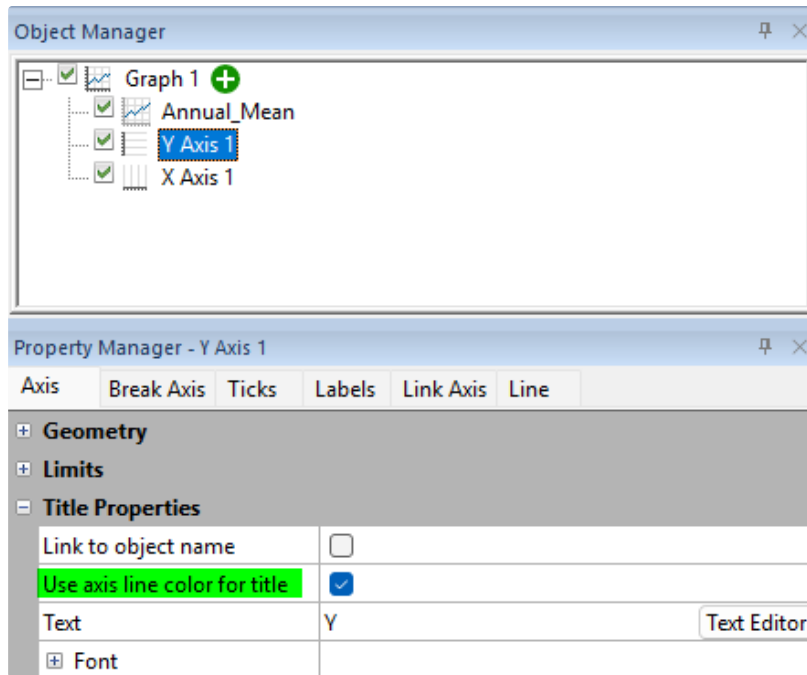 Object Manager
Graph 1
Annual_Mean
Y Axis 1
X Axis 1
Property Manager - Y Axis 1
Axis Break Axis Ticks Labels Link Axis Line
Geometry
Limits
Title Properties
Link to object name
Use axis line color for title
Text Y Text Editor
Font